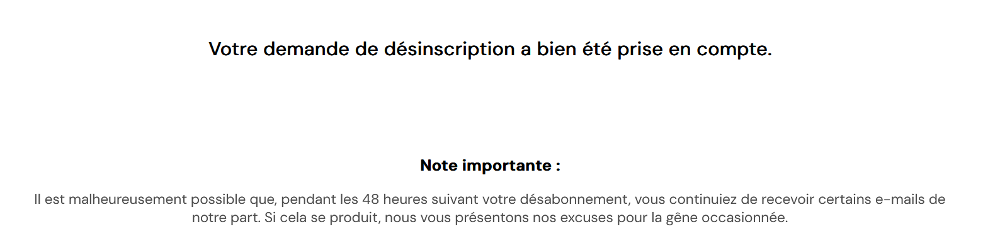 Votre demande de désinscription a bien été prise en compte.
Note importante :
Il est malheureusement possible que, pendant les 48 heures suivant votre désabonnement, vous continuiez de recevoir certains e-mails de
notre part. Si cela se produit, nous vous présentons nos excuses pour la gêne occasionnée.